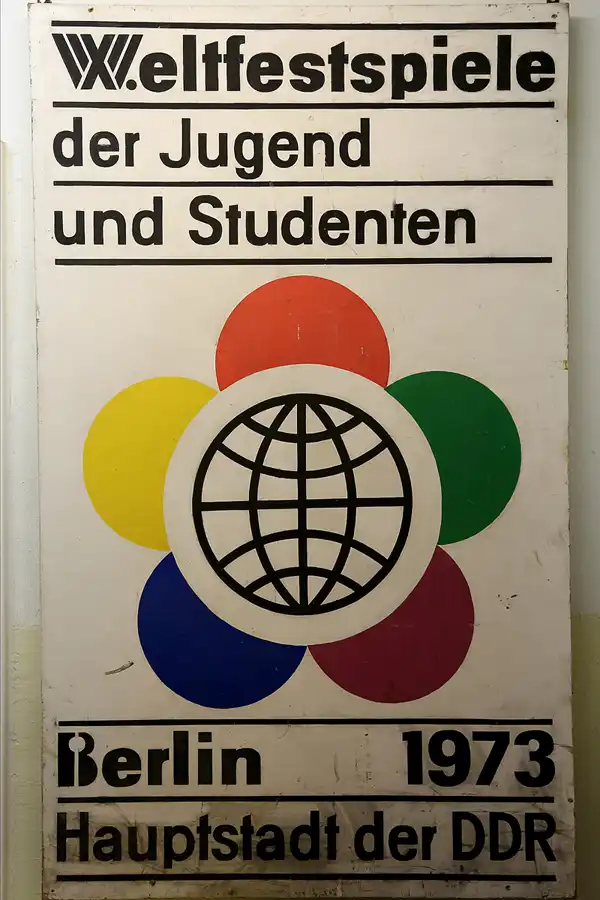 X. Weltfestspiele
der Jugend
und Studenten
Berlin 1973
Hauptstadt der DDR